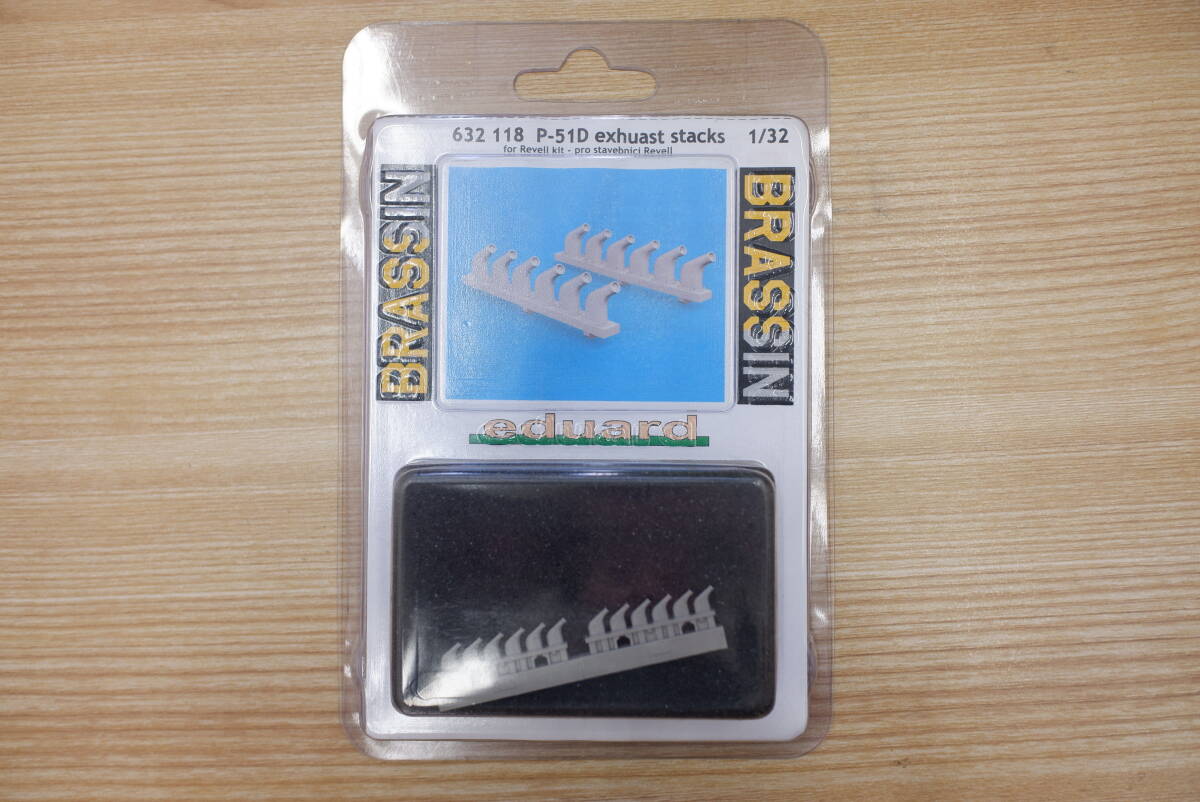 632 118 P-51D exhuast stacks 1/32
for Revell kit - pro stavebnici Revell
BRASSIN
BRASSIN
eduard